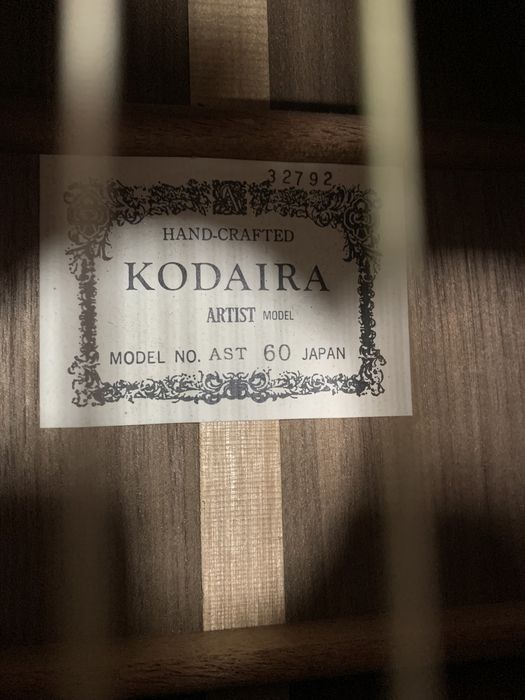 32792
HAND-CRAFTED
KODAIRA
ARTIST MODEL
MODEL NO. AST 60 JAPAN